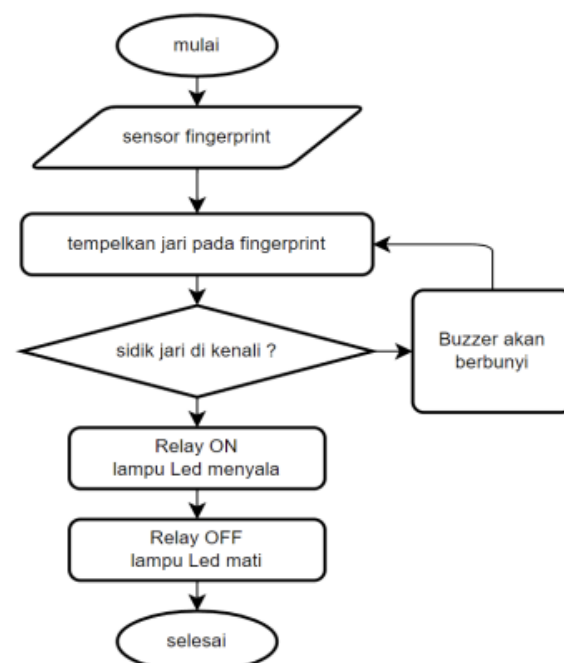 mulai
sensor fingerprint
tempelkan jari pada fingerprint
sidik jari di kenali ?
Buzzer akan
berbunyi
Relay ON
lampu Led menyala
Relay OFF
lampu Led mati
selesai